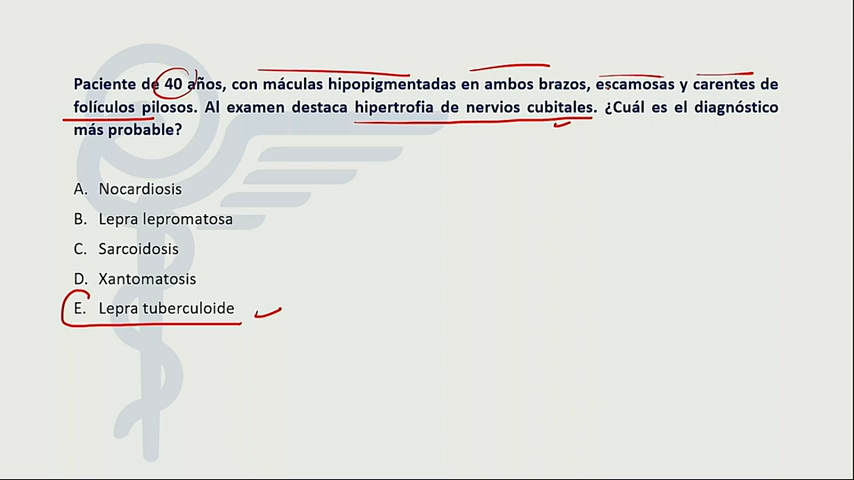 Paciente de 40 años, con máculas hipopigmentadas en ambos brazos, escamosas y carentes de
folículos pilosos. Al examen destaca hipertrofia de nervios cubitales. ¿Cuál es el diagnóstico
más probable?
A. Nocardiosis
B. Lepra lepromatosa
C. Sarcoidosis
D. Xantomatosis
E. Lepra tuberculoide